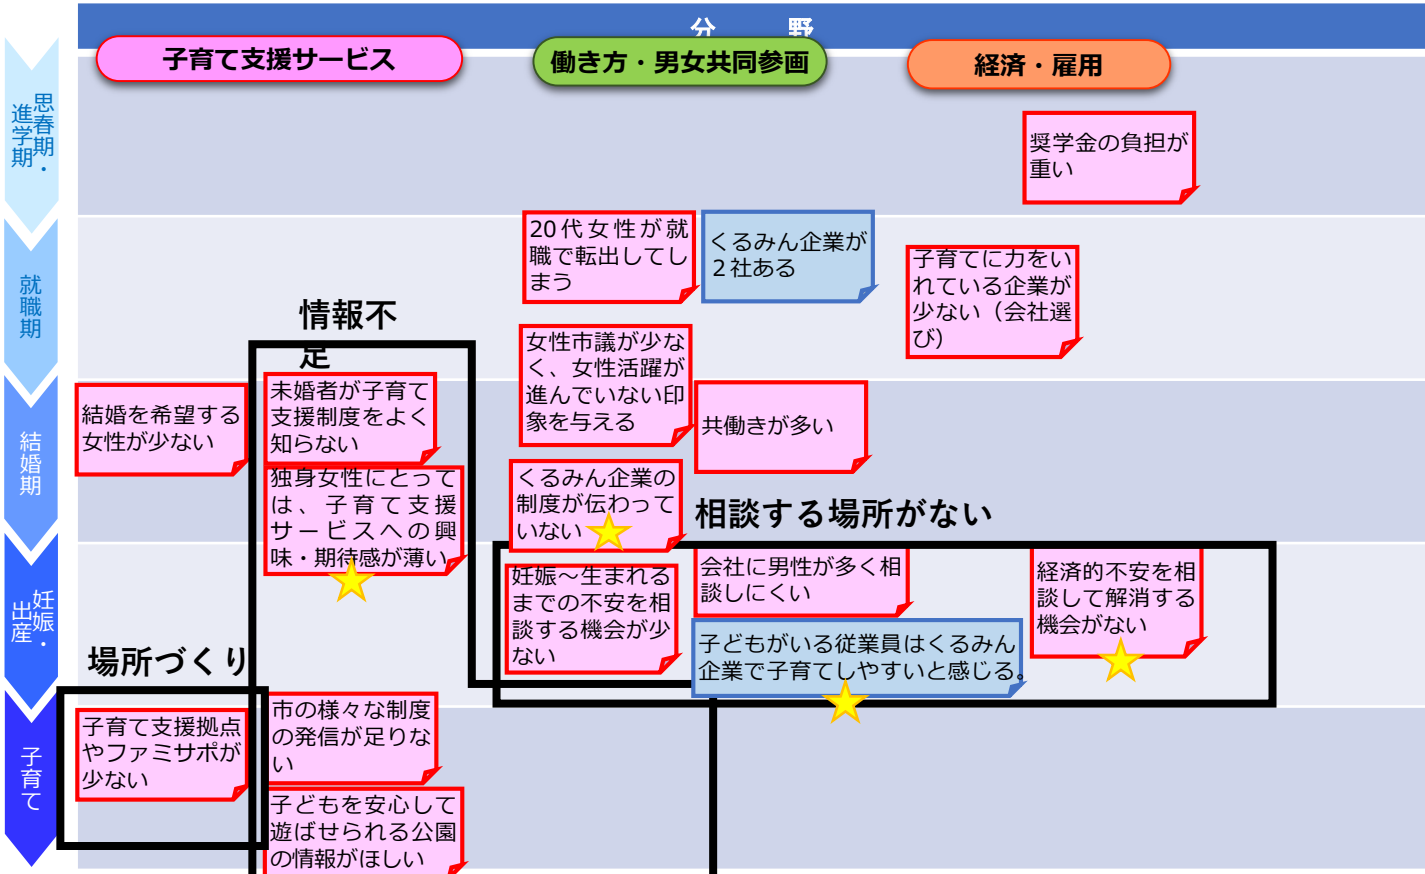 分　野
子育て支援サービス
働き方・男女共同参画
経済・雇用
思春期・
進学期
奨学金の負担が
重い
就職期
20代女性が就
職で転出してし
まう
くるみん企業が
２社ある
子育てに力をい
れている企業が
少ない（会社選
び）
情報不
足
女性市議が少な
く、女性活躍が
進んでいない印
象を与える
結婚期
結婚を希望する
女性が少ない
未婚者が子育て
支援制度をよく
知らない
共働きが多い
独身女性にとって
は、子育て支援
サービスへの興
味・期待感が薄い
くるみん企業の
制度が伝わって
いない
相談する場所がない
妊娠・
出産
妊娠～生まれる
までの不安を相
談する機会が少
ない
会社に男性が多く相
談しにくい
経済的不安を相
談して解消する
機会がない
子どもがいる従業員はくるみん
企業で子育てしやすいと感じる。
場所づくり
子育て
子育て支援拠点
やファミサポが
少ない
市の様々な制度
の発信が足りな
い
子どもを安心して
遊ばせられる公園
の情報がほしい